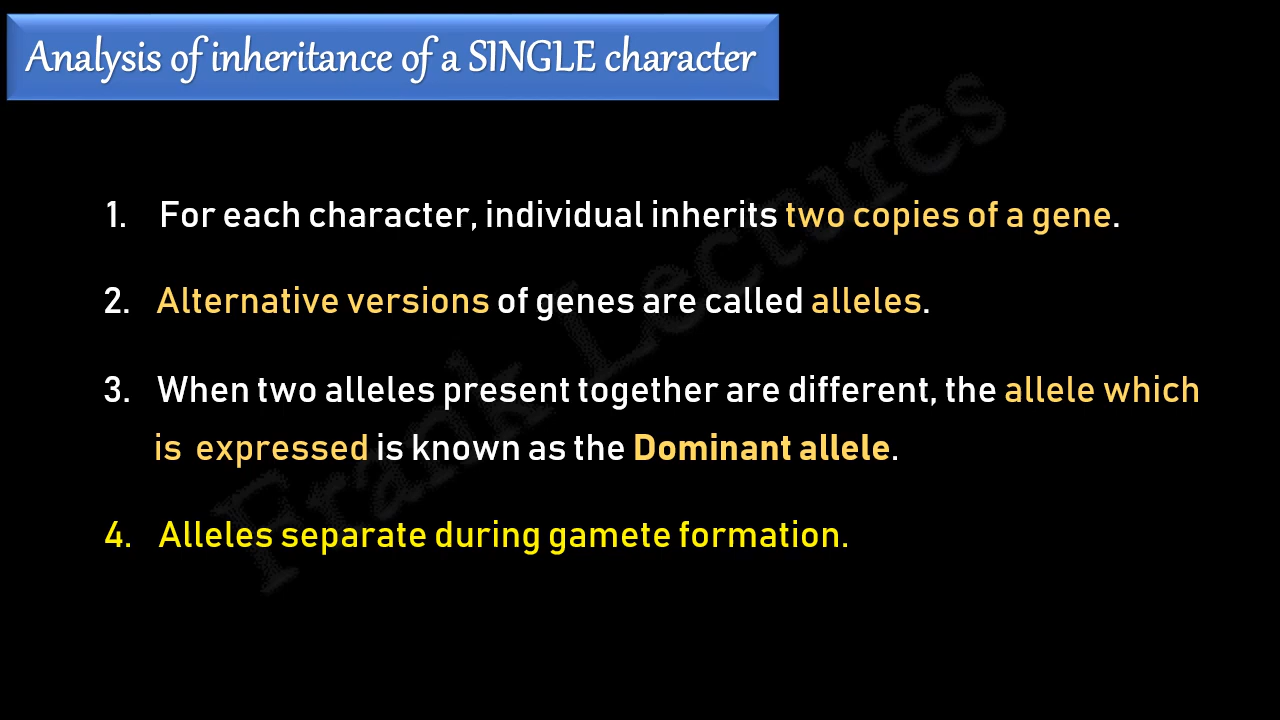 Analysis of inheritance of a SINGLE character
1. For each character, individual inherits two copies of a gene.
2. Alternative versions of genes are called alleles.
3. When two alleles present together are different, the allele which
is expressed is known as the Dominant allele.
4. Alleles separate during gamete formation.
Frank Lectures